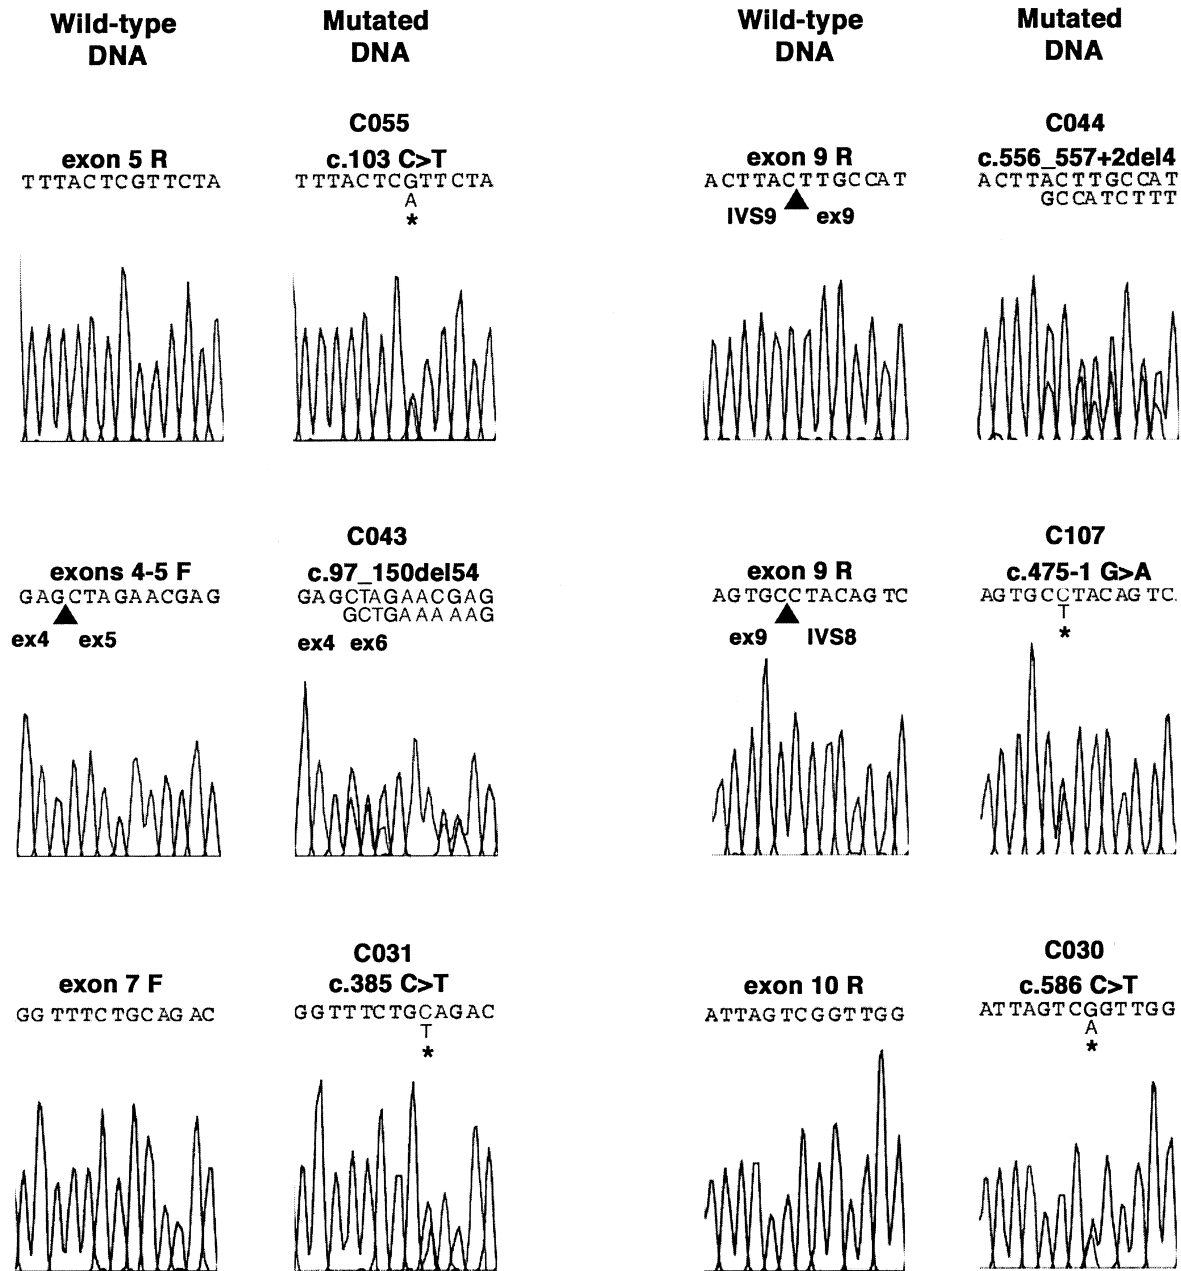 Wild-type
DNA
Mutated
DNA
Wild-type
DNA
Mutated
DNA
exon 5 R
TTTACTCGTTCTA
C055
c.103 C>T
TTTACTCGTTCTA
A
*
exon 9 R
ACTTACTTGCCAT
IVS9 ex9
C044
c.556_557+2del4
ACTTACTTGCCAT
GCCATCTTT
exons 4-5 F
GAGCTAGAACGAG
ex4 ex5
C043
c.97_150del54
GAGCTAGAACGAG
GCTGAAAAAG
ex4 ex6
exon 9 R
AGTGCCTACAGTC
ex9 IVS8
C107
c.475-1 G>A
AGTGCCTACAGTC
T
*
exon 7 F
GGTTTCTGCAGAC
C031
c.385 C>T
GGTTTCTGCAGAC
T
*
exon 10 R
ATTAGTCGGTTGG
C030
c.586 C>T
ATTAGTCGGTTGG
A
*